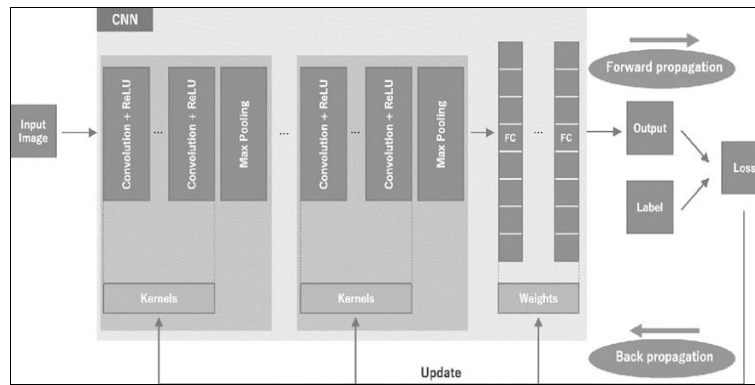 CNN
Forward propagation
Input
Image
Convolution + ReLU
...
Convolution + ReLU
Max Pooling
...
Convolution + ReLU
...
Convolution + ReLU
Max Pooling
FC
...
FC
Output
Label
Loss
Kernels
Kernels
Weights
Back propagation
Update